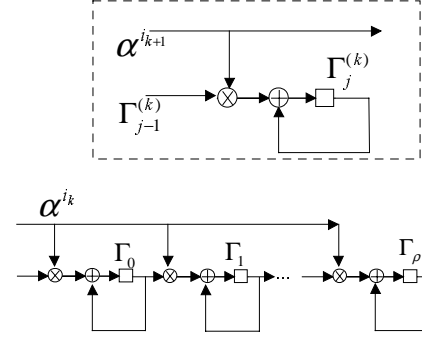 α^{i_{k+1}}
Γ_j^{(k)}
Γ_{j-1}^{(k)}
α^{i_k}
Γ_0 Γ_1 Γ_ρ
...